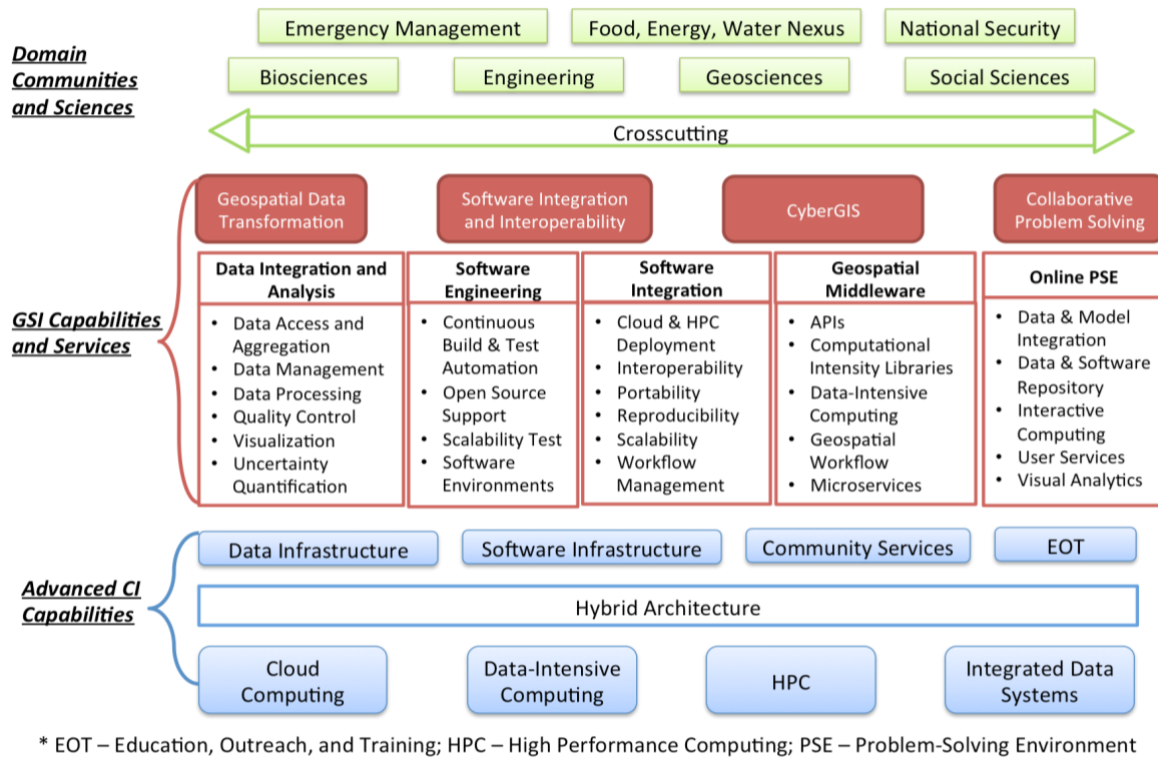 Emergency Management
Food, Energy, Water Nexus
National Security
Domain
Communities
and Sciences
Biosciences
Engineering
Geosciences
Social Sciences
Crosscutting
GSI Capabilities
and Services
Geospatial Data
Transformation
Software Integration
and Interoperability
CyberGIS
Collaborative
Problem Solving
Data Integration and
Analysis
• Data Access and
Aggregation
• Data Management
• Data Processing
• Quality Control
• Visualization
• Uncertainty
Quantification
Software
Engineering
• Continuous
Build & Test
Automation
• Open Source
Support
• Scalability Test
• Software
Environments
Software
Integration
• Cloud & HPC
Deployment
• Interoperability
• Portability
• Reproducibility
• Scalability
• Workflow
Management
Geospatial
Middleware
• APIs
• Computational
Intensity Libraries
• Data-Intensive
Computing
• Geospatial
Workflow
• Microservices
Online PSE
• Data & Model
Integration
• Data & Software
Repository
• Interactive
Computing
• User Services
• Visual Analytics
Advanced CI
Capabilities
Data Infrastructure
Software Infrastructure
Community Services
EOT
Hybrid Architecture
Cloud
Computing
Data-Intensive
Computing
HPC
Integrated Data
Systems
* EOT – Education, Outreach, and Training; HPC – High Performance Computing; PSE – Problem-Solving Environment